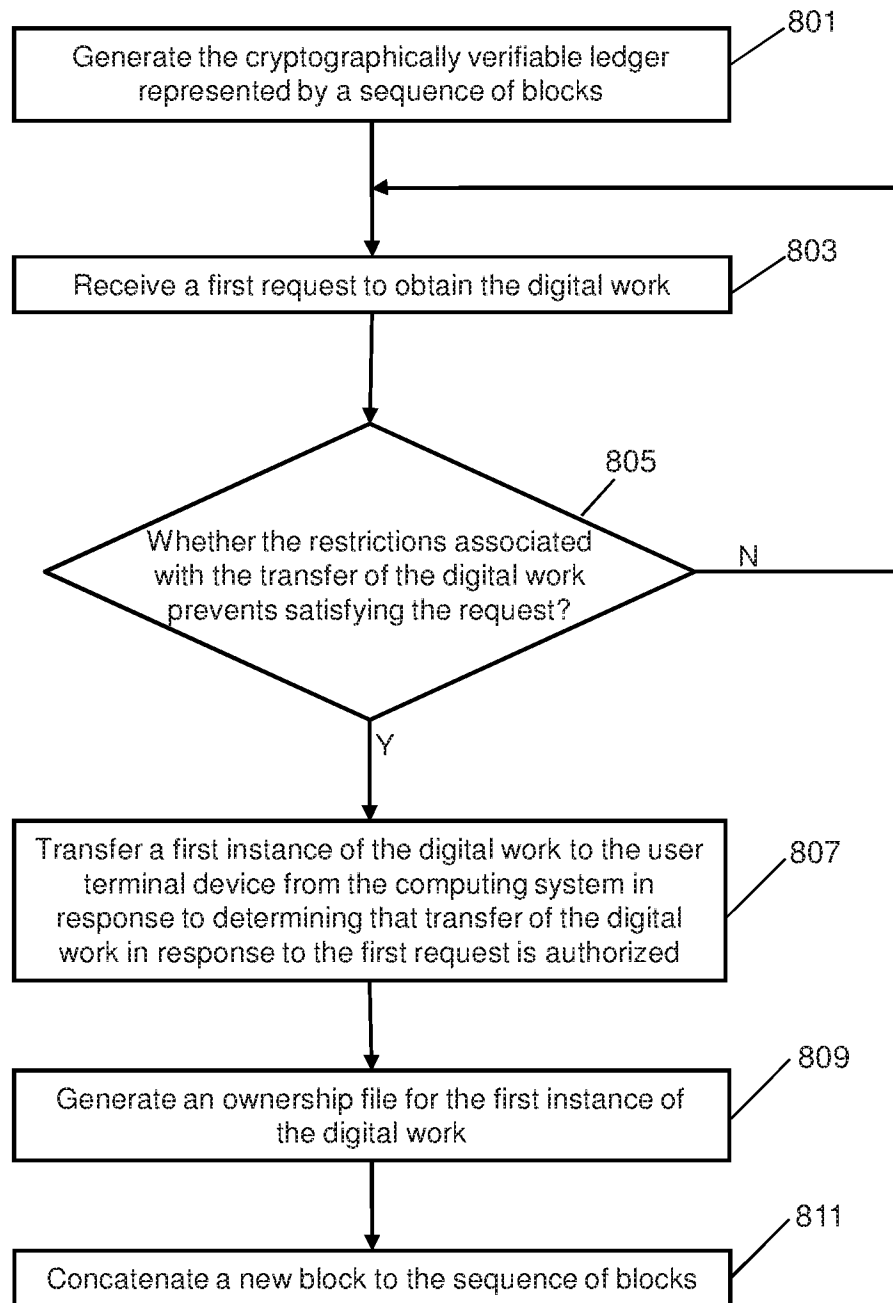 801
Generate the cryptographically verifiable ledger
represented by a sequence of blocks
803
Receive a first request to obtain the digital work
805
Whether the restrictions associated
with the transfer of the digital work
prevents satisfying the request?
N
Y
Transfer a first instance of the digital work to the user
terminal device from the computing system in
response to determining that transfer of the digital
work in response to the first request is authorized
807
809
Generate an ownership file for the first instance of
the digital work
811
Concatenate a new block to the sequence of blocks